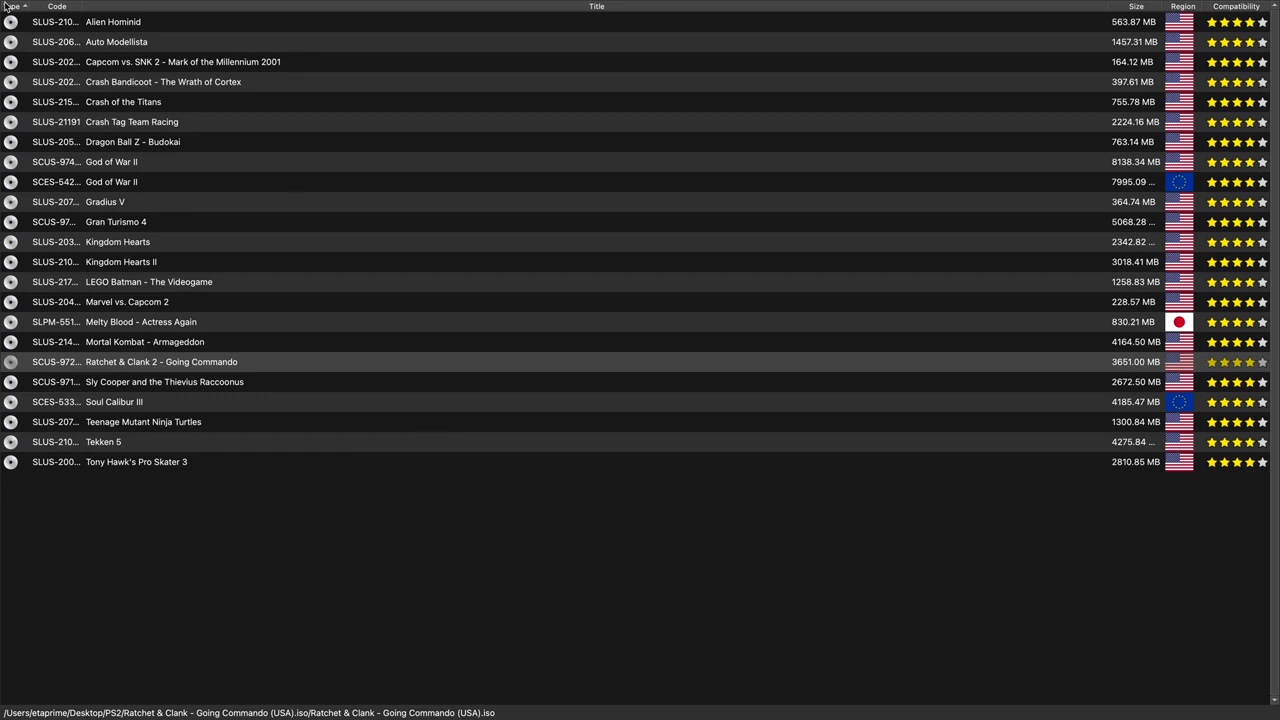 Code Title Size Region Compatibility
SLUS-210... Alien Hominid 563.87 MB
SLUS-206... Auto Modellista 1457.31 MB
SLUS-202... Capcom vs. SNK 2 - Mark of the Millennium 2001 164.12 MB
SLUS-202... Crash Bandicoot - The Wrath of Cortex 397.61 MB
SLUS-215... Crash of the Titans 755.78 MB
SLUS-21191 Crash Tag Team Racing 2224.16 MB
SLUS-205... Dragon Ball Z - Budokai 763.14 MB
SCUS-974... God of War II 8138.34 MB
SCES-542... God of War II 7995.09 ...
SLUS-207... Gradius V 364.74 MB
SCUS-97... Gran Turismo 4 5068.28 ...
SLUS-203... Kingdom Hearts 2342.82 ...
SLUS-210... Kingdom Hearts II 3018.41 MB
SLUS-217... LEGO Batman - The Videogame 1258.83 MB
SLUS-204... Marvel vs. Capcom 2 228.57 MB
SLPM-551... Melty Blood - Actress Again 830.21 MB
SLUS-214... Mortal Kombat - Armageddon 4164.50 MB
SCUS-972... Ratchet & Clank 2 - Going Commando 3651.00 MB
SCUS-971... Sly Cooper and the Thievius Raccoonus 2672.50 MB
SCES-533... Soul Calibur III 4185.47 MB
SLUS-207... Teenage Mutant Ninja Turtles 1300.84 MB
SLUS-210... Tekken 5 4275.84 ...
SLUS-200... Tony Hawk's Pro Skater 3 2810.85 MB
/Users/etaprime/Desktop/PS2/Ratchet & Clank - Going Commando (USA).iso/Ratchet & Clank - Going Commando (USA).iso